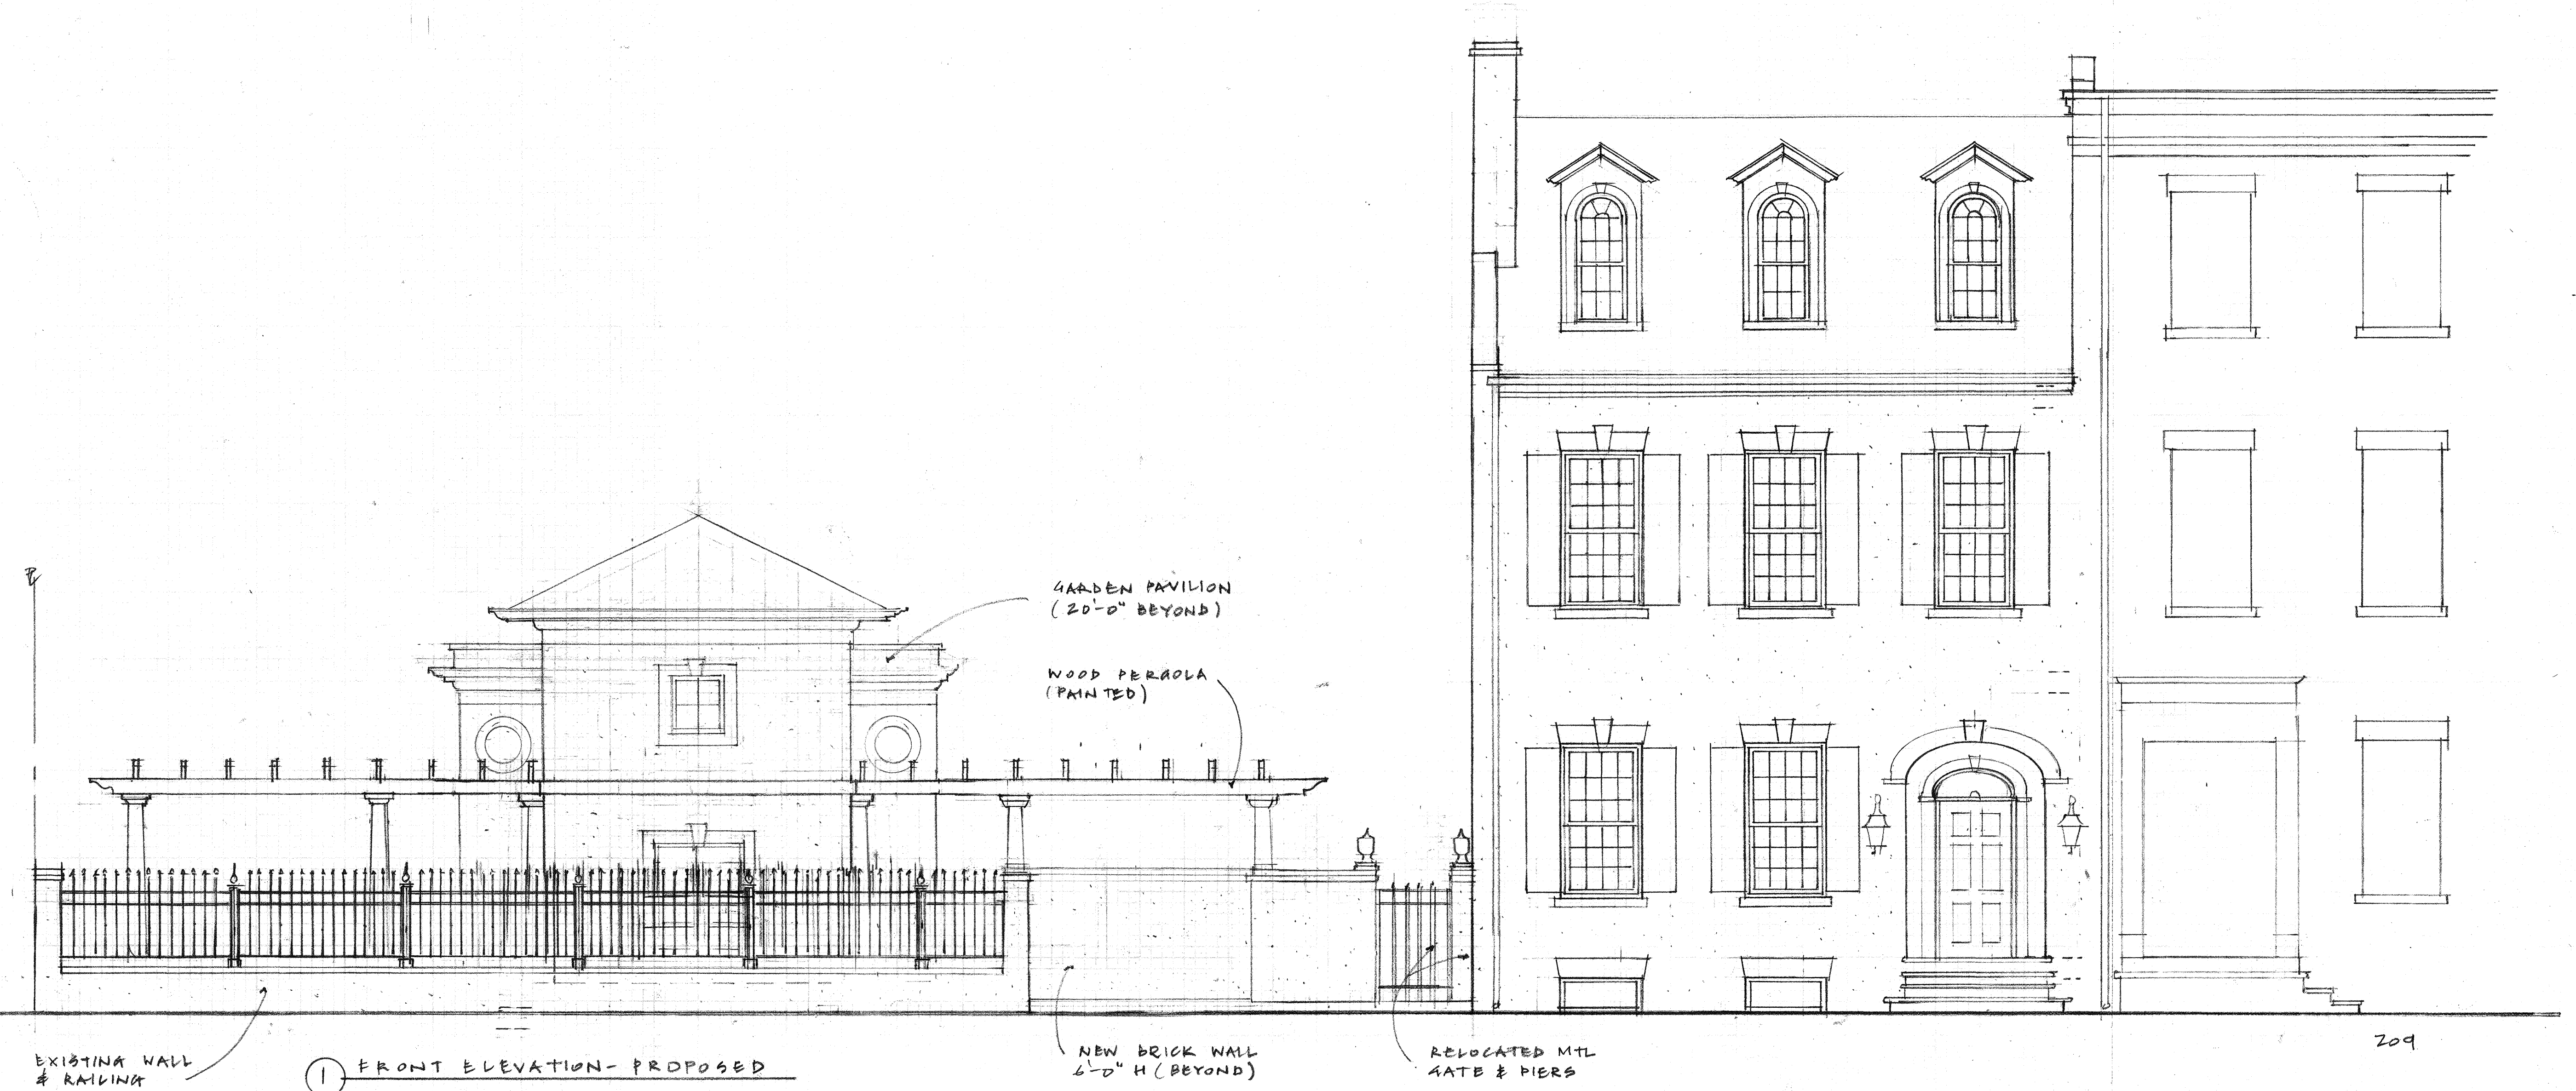 PL
GARDEN PAVILION
(20'-0" BEYOND)
WOOD PERGOLA
(PAINTED)
EXISTING WALL
& RAILING
1 FRONT ELEVATION- PROPOSED
NEW BRICK WALL
6'-0" H (BEYOND)
RELOCATED MTL
GATE & PIERS
209